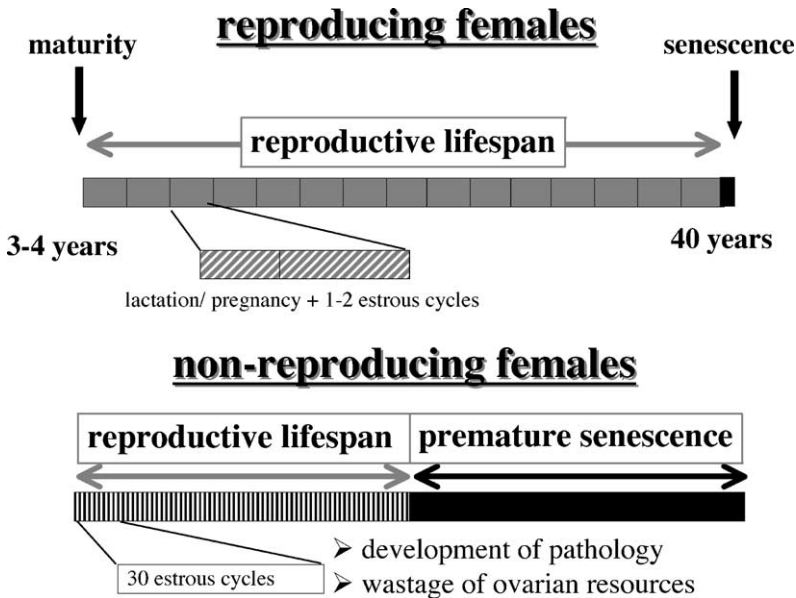 reproducing females
maturity
senescence
reproductive lifespan
3-4 years
40 years
lactation/ pregnancy + 1-2 estrous cycles
non-reproducing females
reproductive lifespan
premature senescence
30 estrous cycles
➢ development of pathology
➢ wastage of ovarian resources